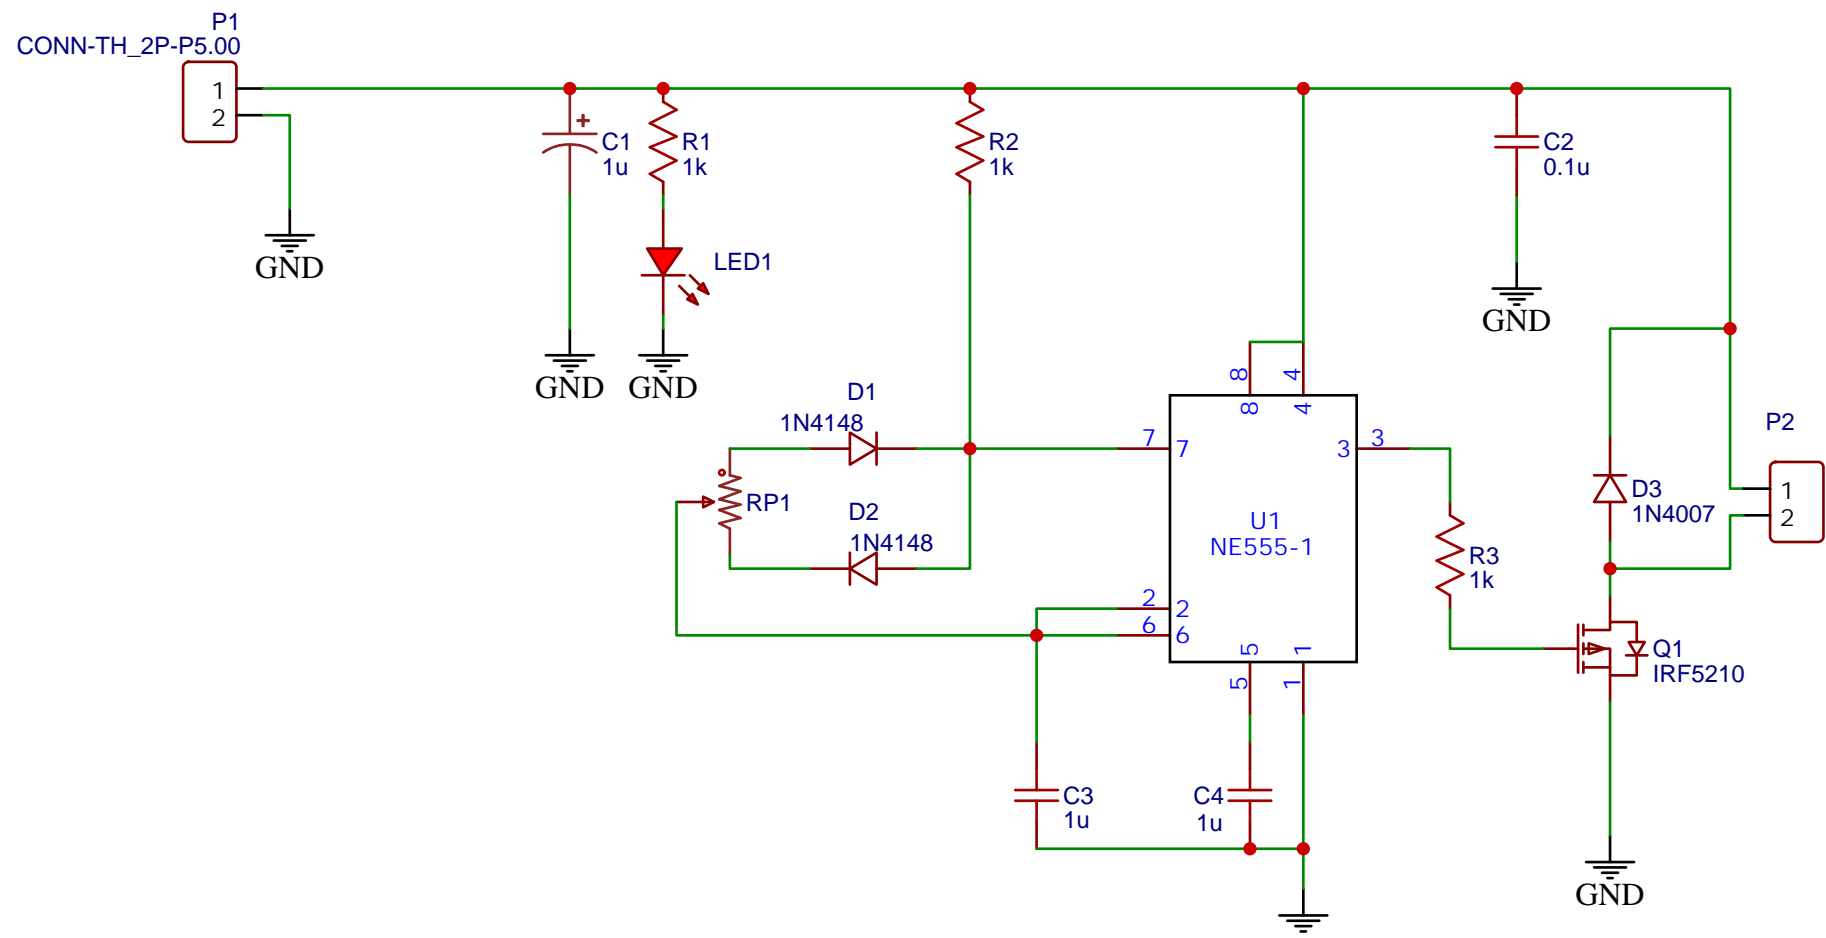 P1
CONN-TH_2P-P5.00
1
2
GND
C1
1u
GND
R1
1k
LED1
GND
R2
1k
C2
0.1u
GND
D1
1N4148
RP1
D2
1N4148
8
4
8
4
7
7
3
3
U1
NE555-1
2
2
6
6
5
1
5
1
R3
1k
D3
1N4007
P2
1
2
Q1
IRF5210
GND
C3
1u
C4
1u